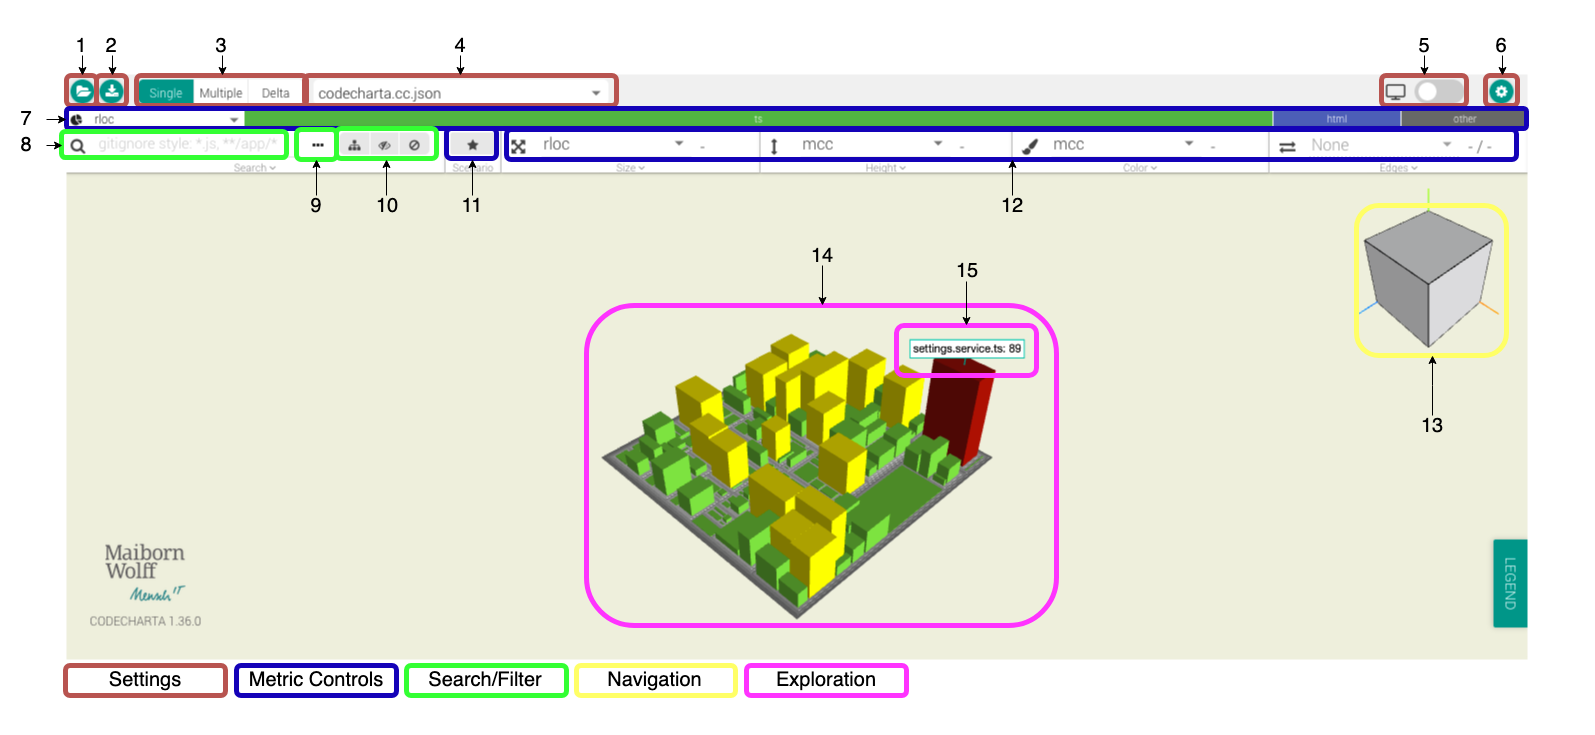 1 2 3 4 5 6
Single Multiple Delta codecharta.cc.json
7 rloc ts html other
8 gitignore style: *.js, **/app/* rloc - mcc - mcc - None - / -
Search Scenario Size Height Color Edges
9 10 11 12
14
15
settings.service.ts: 89
13
LEGEND
Maiborn
Wolff
Mensch IT
CODECHARTA 1.36.0
Settings Metric Controls Search/Filter Navigation Exploration